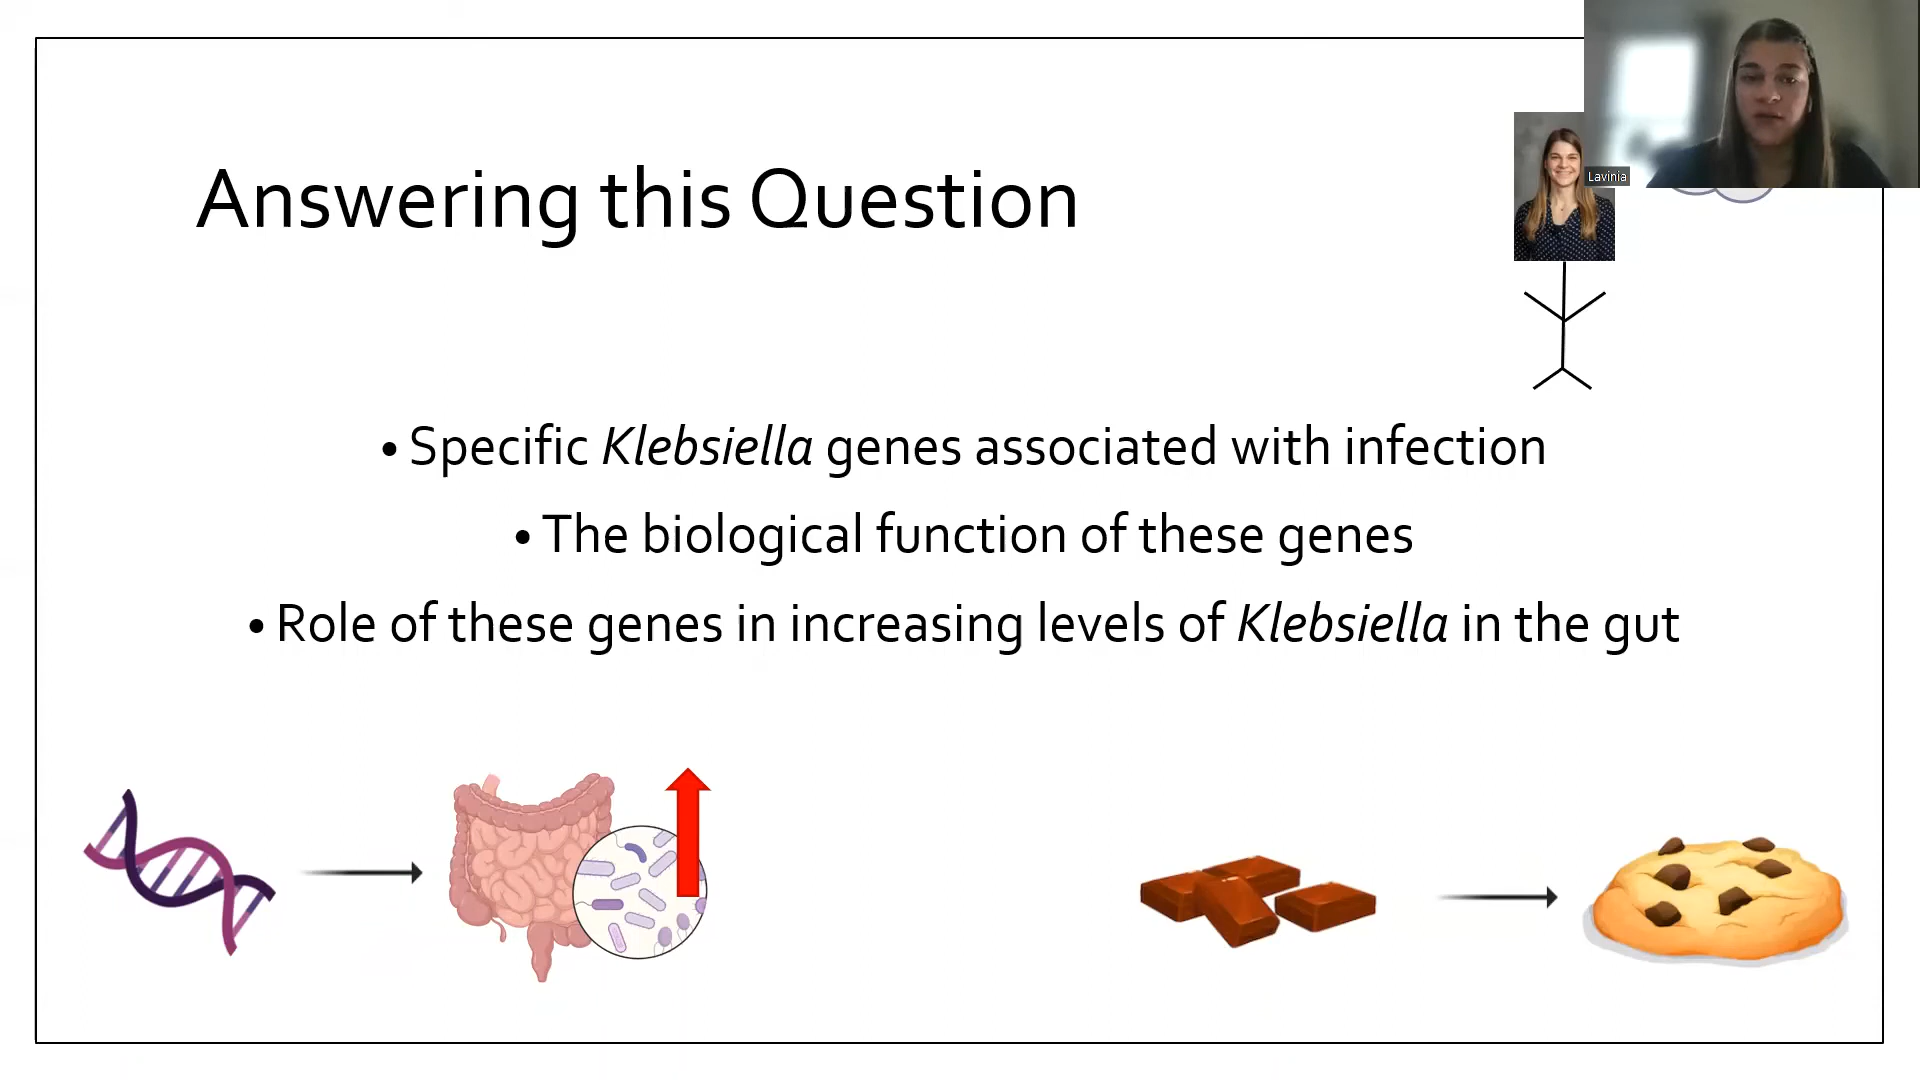 Lavinia
Answering this Question
• Specific Klebsiella genes associated with infection
• The biological function of these genes
• Role of these genes in increasing levels of Klebsiella in the gut